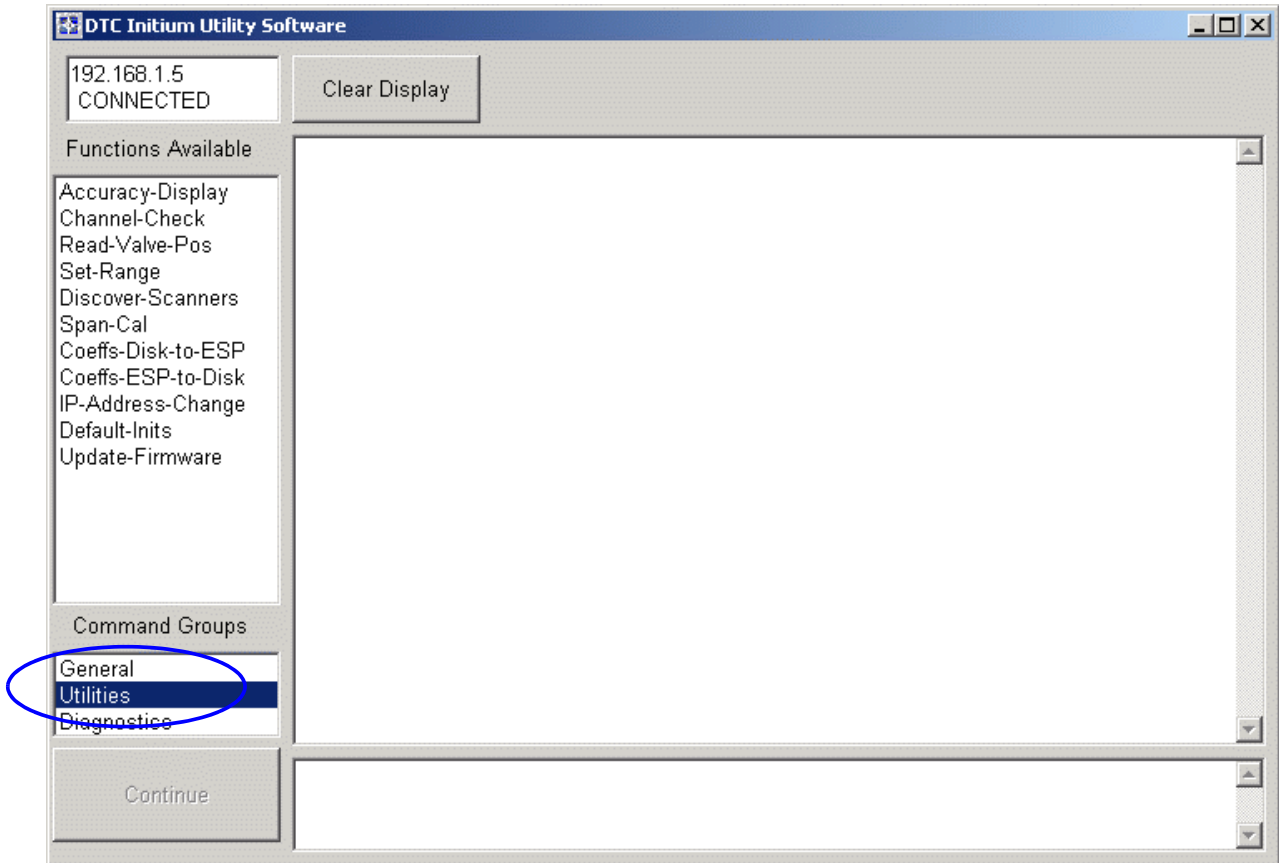 DTC Initium Utility Software
192.168.1.5
CONNECTED
Clear Display
Functions Available
Accuracy-Display
Channel-Check
Read-Valve-Pos
Set-Range
Discover-Scanners
Span-Cal
Coeffs-Disk-to-ESP
Coeffs-ESP-to-Disk
IP-Address-Change
Default-Inits
Update-Firmware
Command Groups
General
Utilities
Diagnostics
Continue